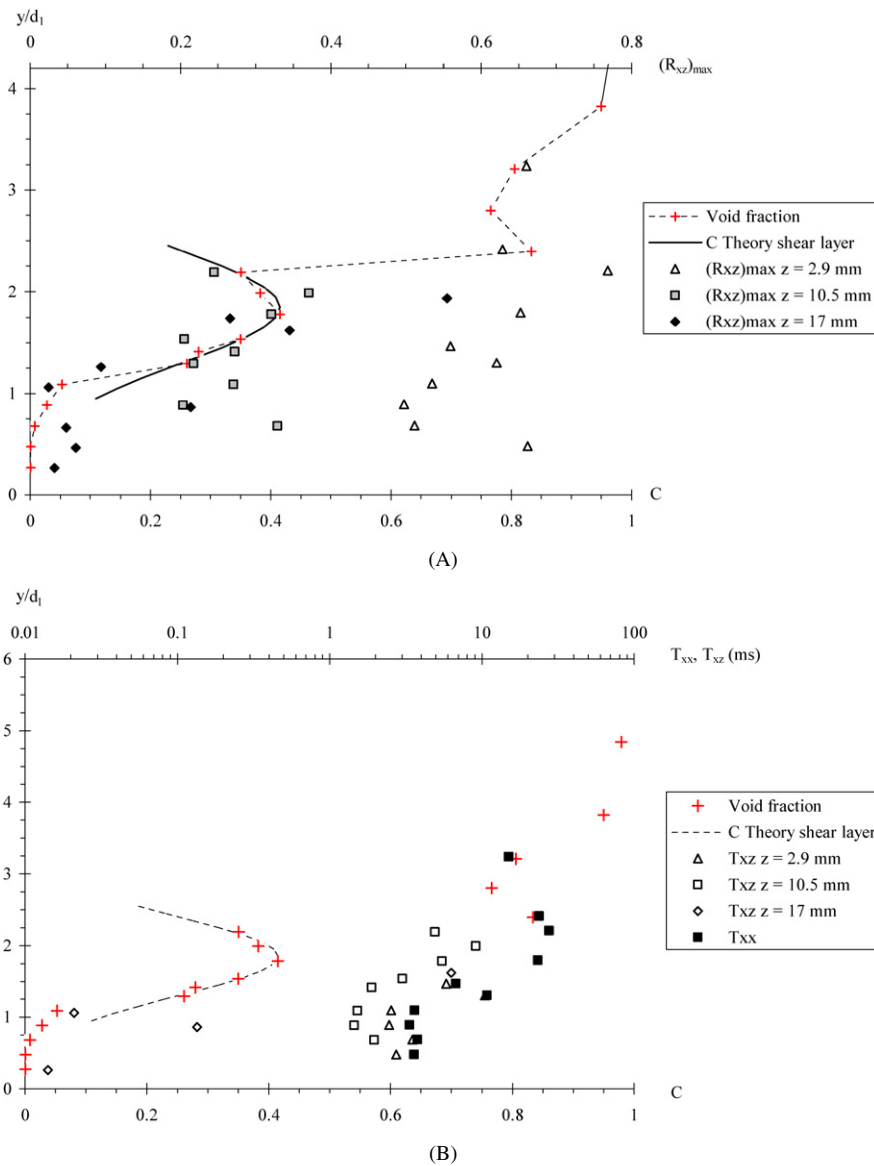 y/d₁
0 0.2 0.4 0.6 0.8
(Rxz)max
4
3
2
1
0
Void fraction
C Theory shear layer
(Rxz)max z = 2.9 mm
(Rxz)max z = 10.5 mm
(Rxz)max z = 17 mm
0 0.2 0.4 0.6 0.8 1
C
(A)
y/d₁
0.01 0.1 1 10 100
Txx, Txz (ms)
6
5
4
3
2
1
0
Void fraction
C Theory shear layer
Txz z = 2.9 mm
Txz z = 10.5 mm
Txz z = 17 mm
Txx
0 0.2 0.4 0.6 0.8 1
C
(B)